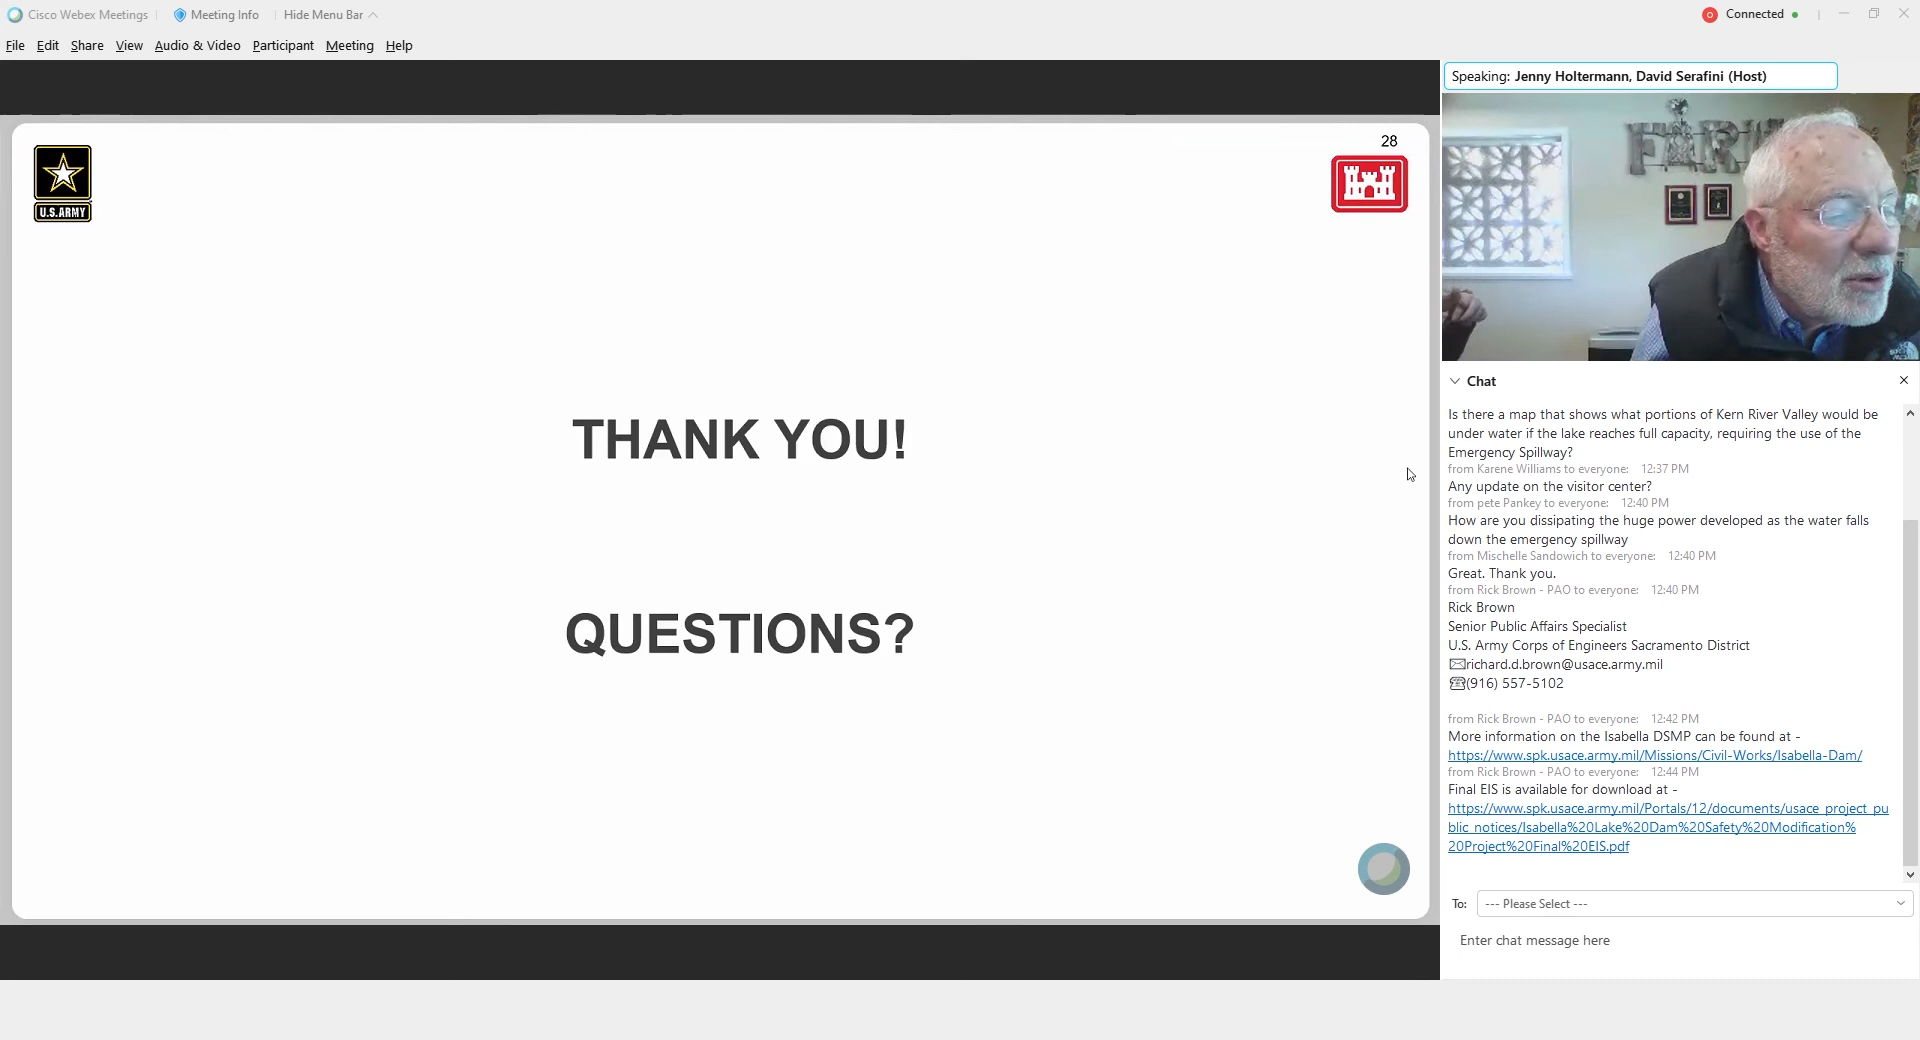 Cisco Webex Meetings
Meeting Info
Hide Menu Bar
Connected
File Edit Share View Audio & Video Participant Meeting Help
Speaking: Jenny Holtermann, David Serafini (Host)
28
U.S.ARMY
THANK YOU!
QUESTIONS?
FARM
Chat
Is there a map that shows what portions of Kern River Valley would be
under water if the lake reaches full capacity, requiring the use of the
Emergency Spillway?
from Karene Williams to everyone: 12:37 PM
Any update on the visitor center?
from pete Pankey to everyone: 12:40 PM
How are you dissipating the huge power developed as the water falls
down the emergency spillway
from Mischelle Sandowich to everyone: 12:40 PM
Great. Thank you.
from Rick Brown - PAO to everyone: 12:40 PM
Rick Brown
Senior Public Affairs Specialist
U.S. Army Corps of Engineers Sacramento District
richard.d.brown@usace.army.mil
(916) 557-5102
from Rick Brown - PAO to everyone: 12:42 PM
More information on the Isabella DSMP can be found at -
https://www.spk.usace.army.mil/Missions/Civil-Works/Isabella-Dam/
from Rick Brown - PAO to everyone: 12:44 PM
Final EIS is available for download at -
https://www.spk.usace.army.mil/Portals/12/documents/usace_project_pu
blic_notices/Isabella%20Lake%20Dam%20Safety%20Modification%
20Project%20Final%20EIS.pdf
To: --- Please Select ---
Enter chat message here